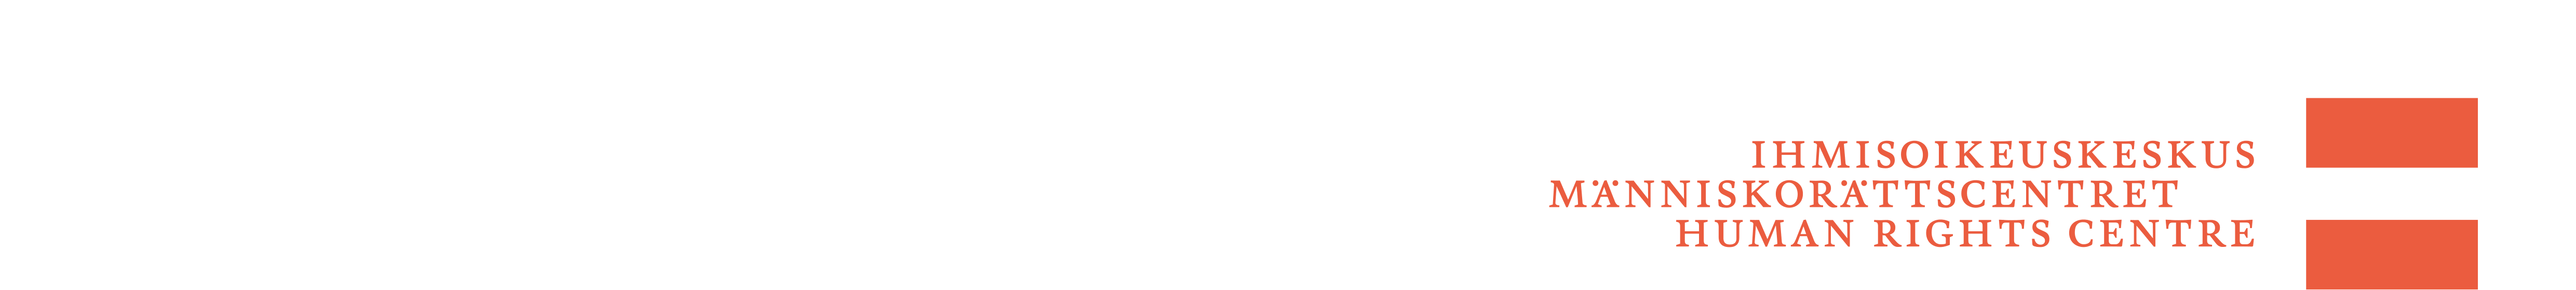 IHMISOIKEUSKESKUS
MÄNNISKORÄTTSCENTRET
HUMAN RIGHTS CENTRE